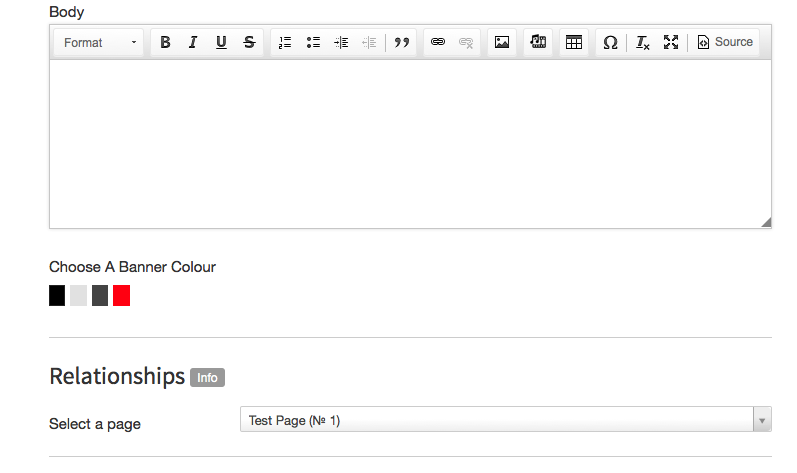 Body
Format B I U S Source
Choose A Banner Colour
Relationships Info
Select a page Test Page (№ 1)